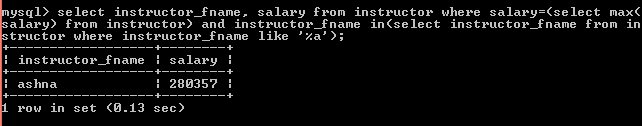 mysql> select instructor_fname, salary from instructor where salary=(select max(
salary) from instructor) and instructor_fname in(select instructor_fname from in
structor where instructor_fname like '%a');
+------------------+--------+
| instructor_fname | salary |
+------------------+--------+
| ashna            | 280357 |
+------------------+--------+
1 row in set (0.13 sec)